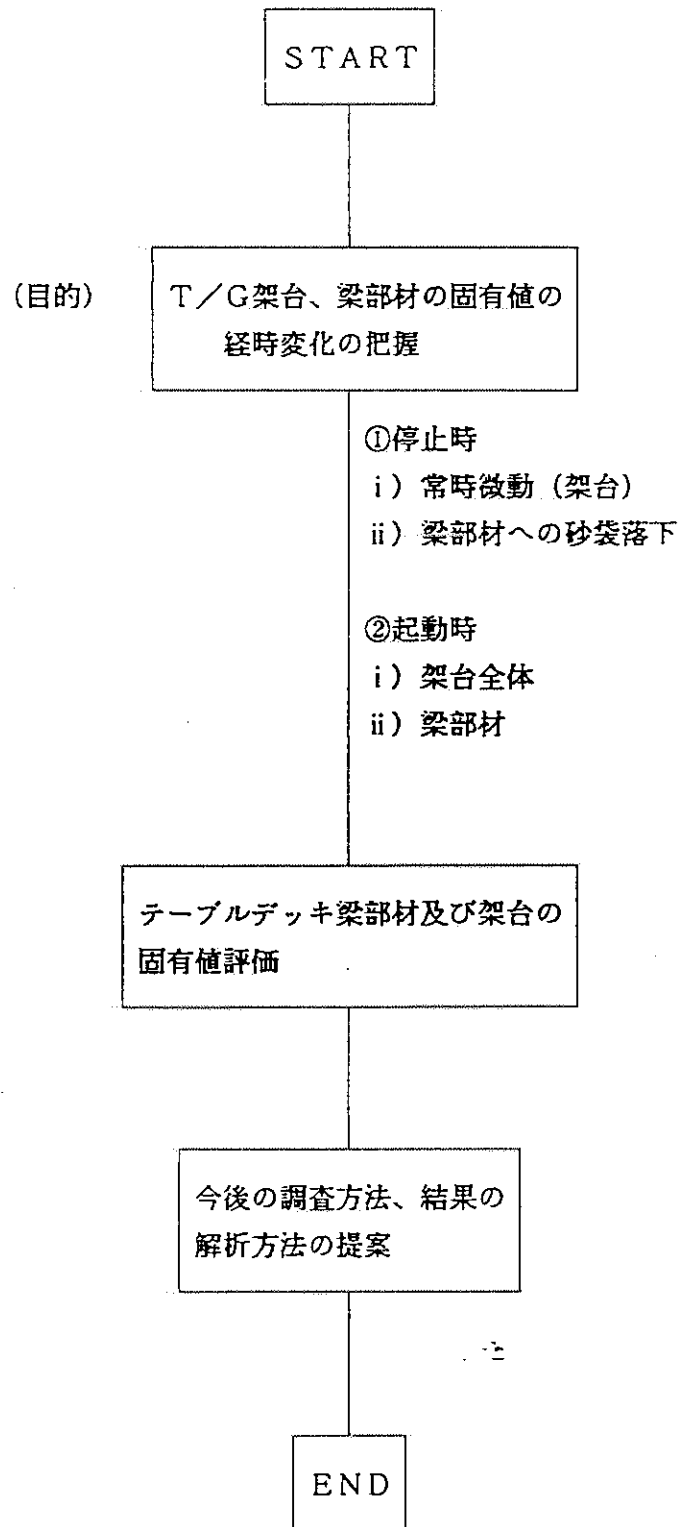 START
(目的)
T/G架台、梁部材の固有値の
経時変化の把握
①停止時
ⅰ) 常時微動(架台)
ⅱ) 梁部材への砂袋落下
②起動時
ⅰ) 架台全体
ⅱ) 梁部材
テーブルデッキ梁部材及び架台の
固有値評価
今後の調査方法、結果の
解析方法の提案
END